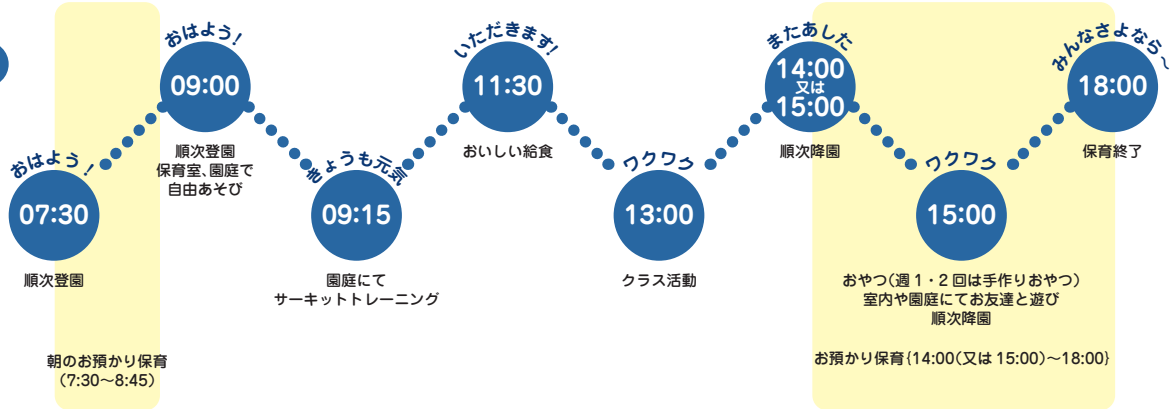 おはよう！
07:30
順次登園
朝のお預かり保育
（7:30〜8:45）
おはよう！
09:00
順次登園
保育室、園庭で
自由あそび
きょうも元気
09:15
園庭にて
サーキットトレーニング
いただきます！
11:30
おいしい給食
ワクワク
13:00
クラス活動
またあした
14:00
又は
15:00
順次降園
ワクワク
15:00
おやつ（週１・２回は手作りおやつ）
室内や園庭にてお友達と遊び
順次降園
お預かり保育{14:00（又は 15:00）〜18:00}
みんなさよなら〜
18:00
保育終了